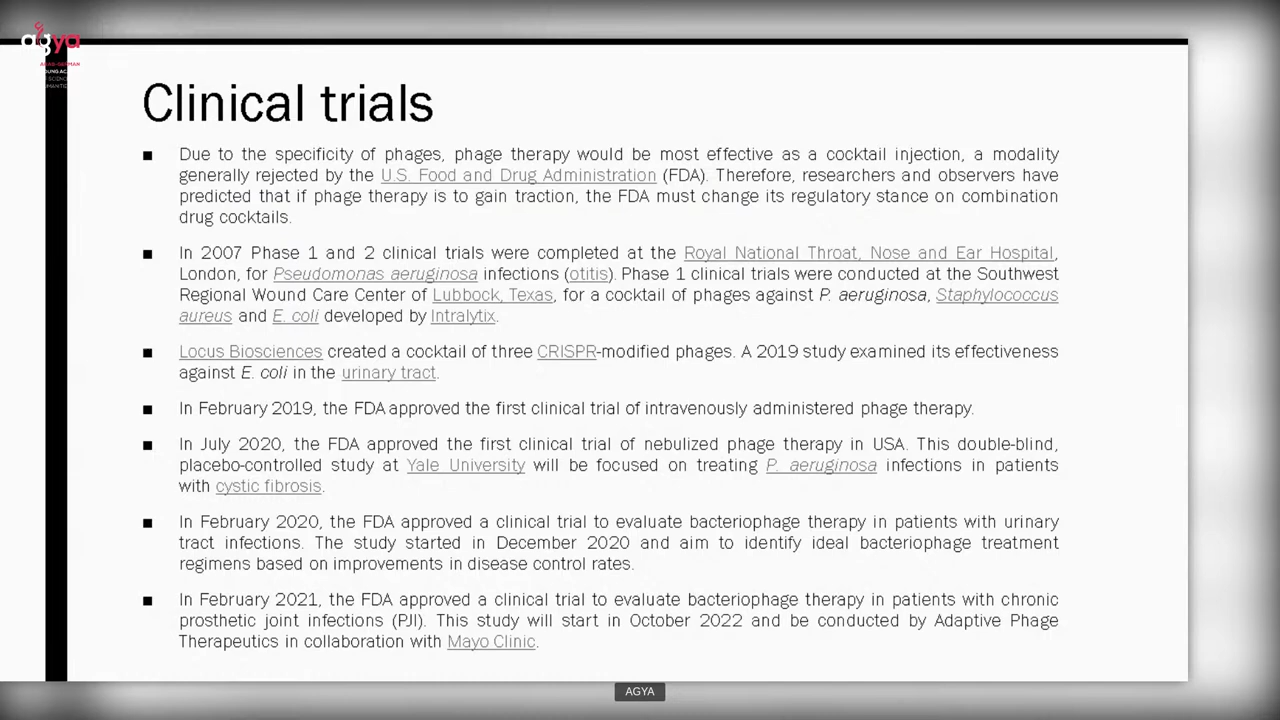 agya
ARAB-GERMAN
Clinical trials
■ Due to the specificity of phages, phage therapy would be most effective as a cocktail injection, a modality
generally rejected by the U.S. Food and Drug Administration (FDA). Therefore, researchers and observers have
predicted that if phage therapy is to gain traction, the FDA must change its regulatory stance on combination
drug cocktails.
■ In 2007 Phase 1 and 2 clinical trials were completed at the Royal National Throat, Nose and Ear Hospital,
London, for Pseudomonas aeruginosa infections (otitis). Phase 1 clinical trials were conducted at the Southwest
Regional Wound Care Center of Lubbock, Texas, for a cocktail of phages against P. aeruginosa, Staphylococcus
aureus and E. coli developed by Intralytix.
■ Locus Biosciences created a cocktail of three CRISPR-modified phages. A 2019 study examined its effectiveness
against E. coli in the urinary tract.
■ In February 2019, the FDA approved the first clinical trial of intravenously administered phage therapy.
■ In July 2020, the FDA approved the first clinical trial of nebulized phage therapy in USA. This double-blind,
placebo-controlled study at Yale University will be focused on treating P. aeruginosa infections in patients
with cystic fibrosis.
■ In February 2020, the FDA approved a clinical trial to evaluate bacteriophage therapy in patients with urinary
tract infections. The study started in December 2020 and aim to identify ideal bacteriophage treatment
regimens based on improvements in disease control rates.
■ In February 2021, the FDA approved a clinical trial to evaluate bacteriophage therapy in patients with chronic
prosthetic joint infections (PJI). This study will start in October 2022 and be conducted by Adaptive Phage
Therapeutics in collaboration with Mayo Clinic.
AGYA